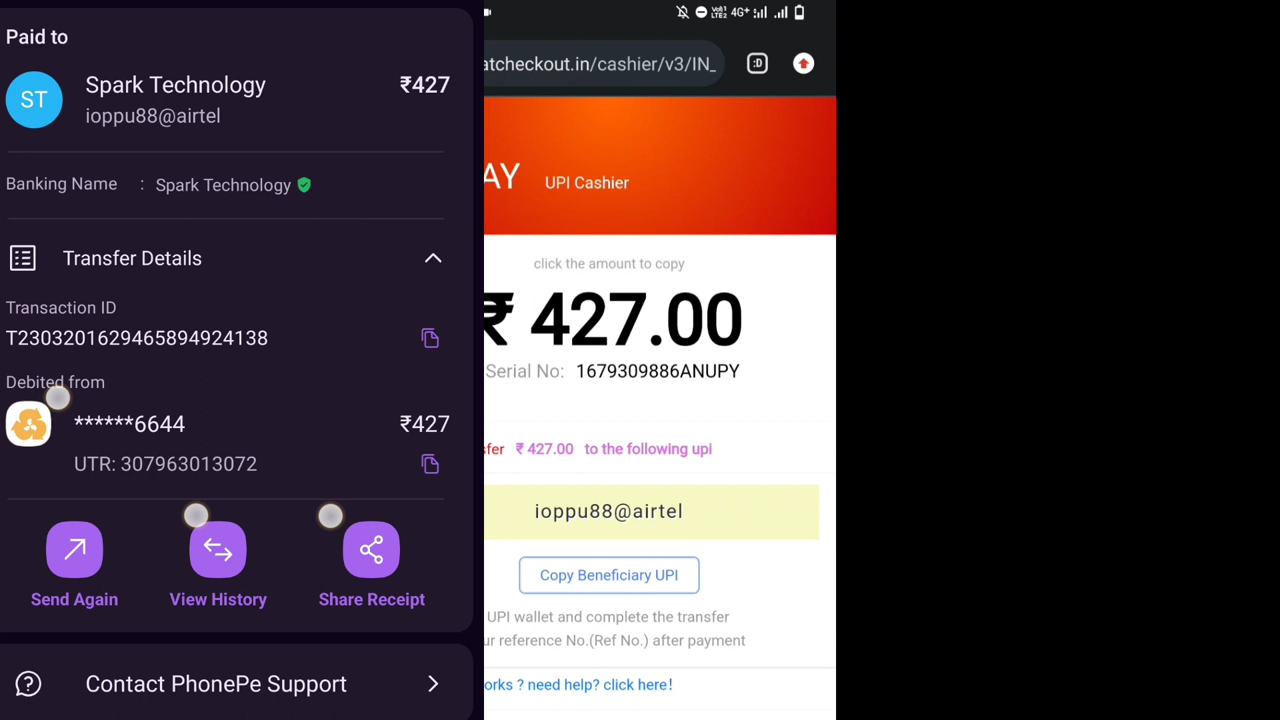 Paid to
ST
Spark Technology
₹427
ioppu88@airtel
Banking Name : Spark Technology
Transfer Details
Transaction ID
T2303201629465894924138
Debited from
******6644
₹427
UTR: 307963013072
Send Again
View History
Share Receipt
Contact PhonePe Support
4G+
atcheckout.in/cashier/v3/IN_
:D
AY
UPI Cashier
click the amount to copy
₹ 427.00
Serial No: 1679309886ANUPY
sfer ₹ 427.00 to the following upi
ioppu88@airtel
Copy Beneficiary UPI
UPI wallet and complete the transfer
ur reference No.(Ref No.) after payment
orks ? need help? click here!